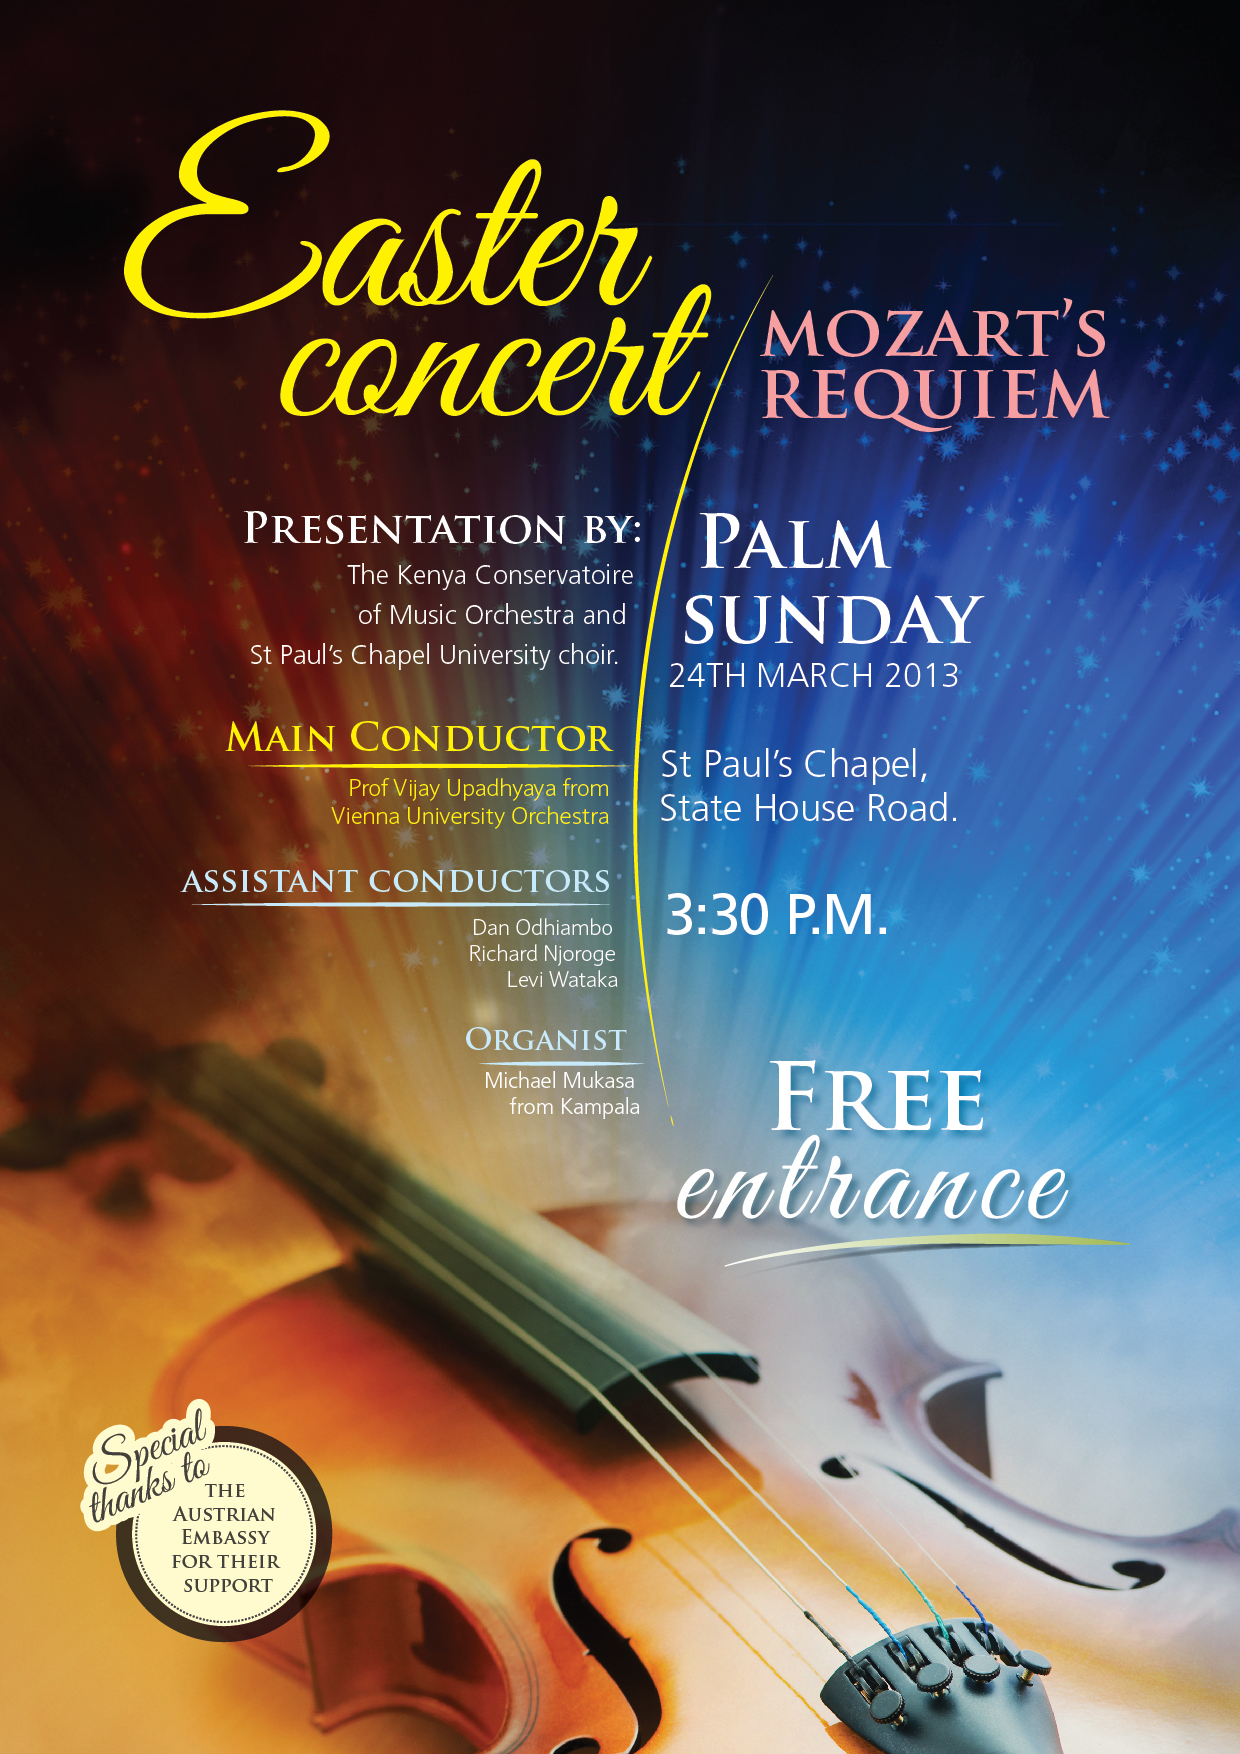 Easter
concert
MOZART'S
REQUIEM
PRESENTATION BY:
The Kenya Conservatoire
of Music Orchestra and
St Paul's Chapel University choir.
MAIN CONDUCTOR
Prof Vijay Upadhyaya from
Vienna University Orchestra
ASSISTANT CONDUCTORS
Dan Odhiambo
Richard Njoroge
Levi Wataka
ORGANIST
Michael Mukasa
from Kampala
PALM
SUNDAY
24TH MARCH 2013
St Paul's Chapel,
State House Road.
3:30 P.M.
FREE
entrance
Special
thanks to
THE
AUSTRIAN
EMBASSY
FOR THEIR
SUPPORT